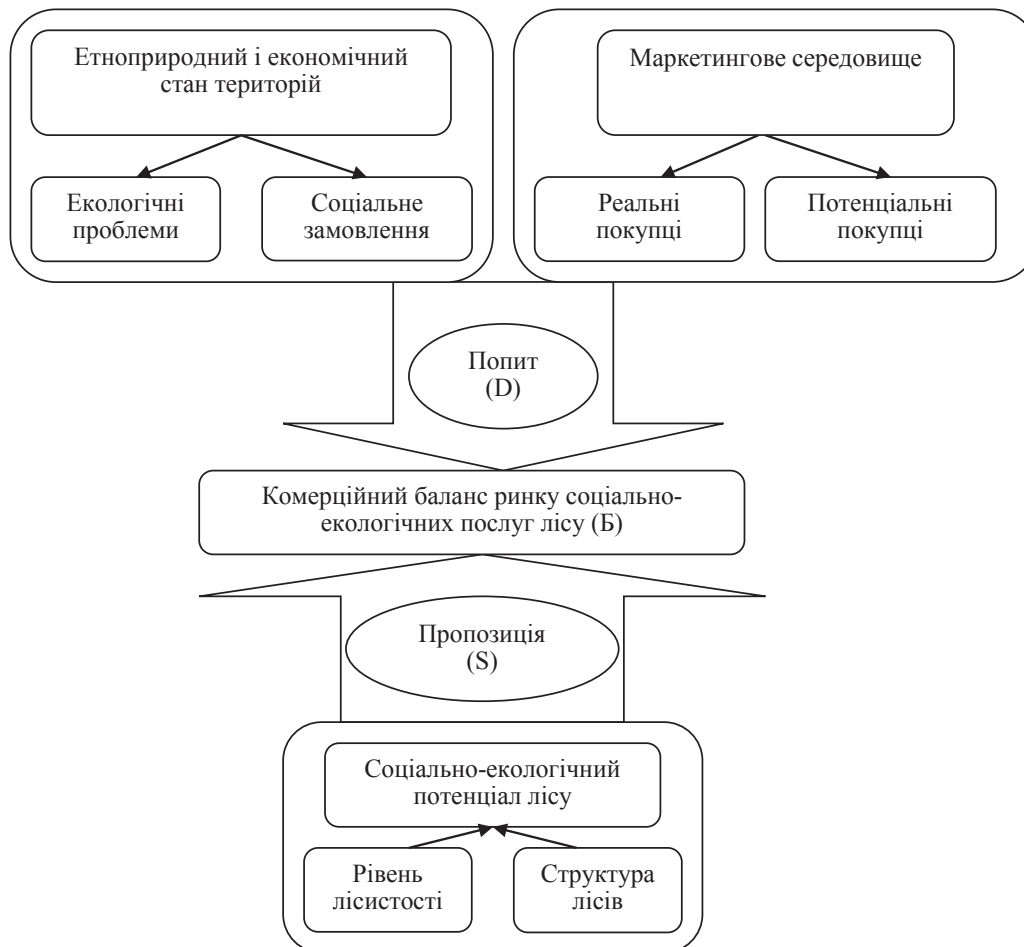 Етноприродний і економічний
стан територій
Маркетингове середовище
Екологічні
проблеми
Соціальне
замовлення
Реальні
покупці
Потенціальні
покупці
Попит
(D)
Комерційний баланс ринку соціально-
екологічних послуг лісу (Б)
Пропозиція
(S)
Соціально-екологічний
потенціал лісу
Рівень
лісистості
Структура
лісів